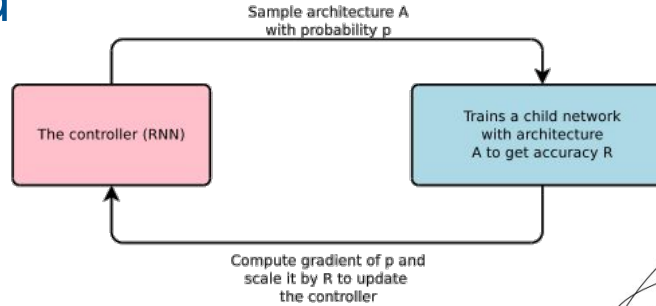 Sample architecture A
with probability p
The controller (RNN)
Trains a child network
with architecture
A to get accuracy R
Compute gradient of p and
scale it by R to update
the controller